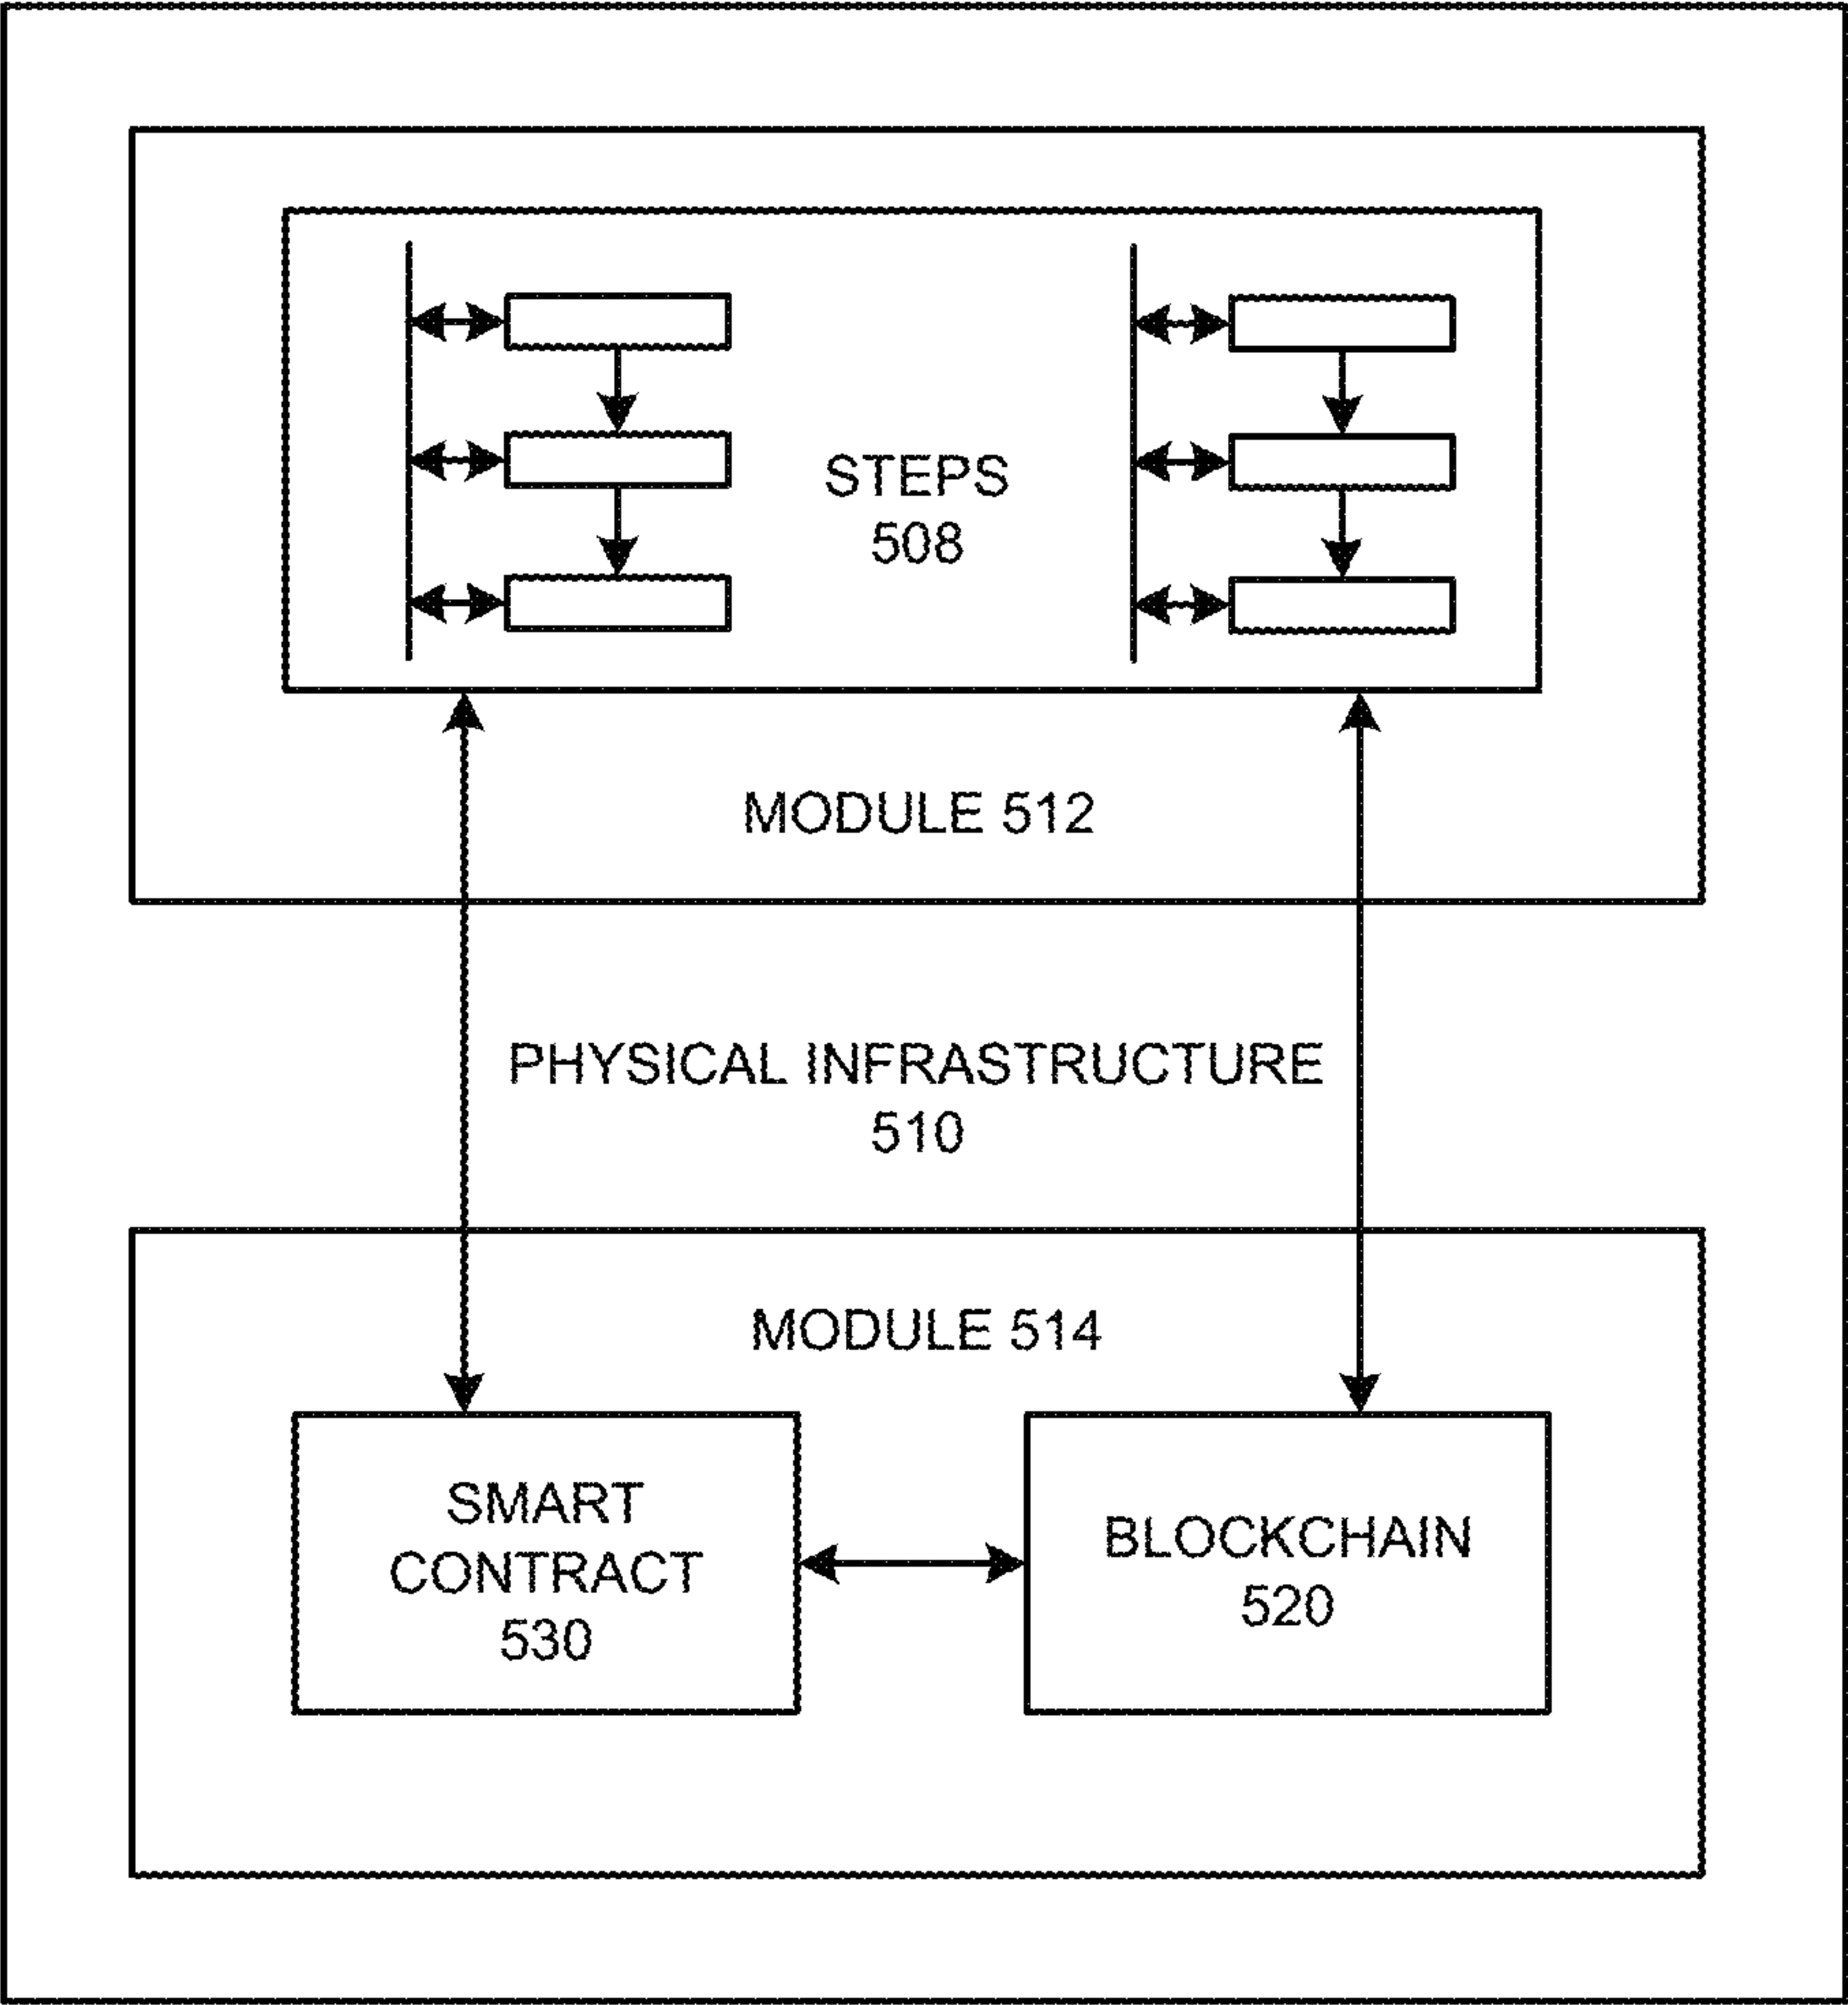 STEPS
508
MODULE 512
PHYSICAL INFRASTRUCTURE
510
MODULE 514
SMART
CONTRACT
530
BLOCKCHAIN
520